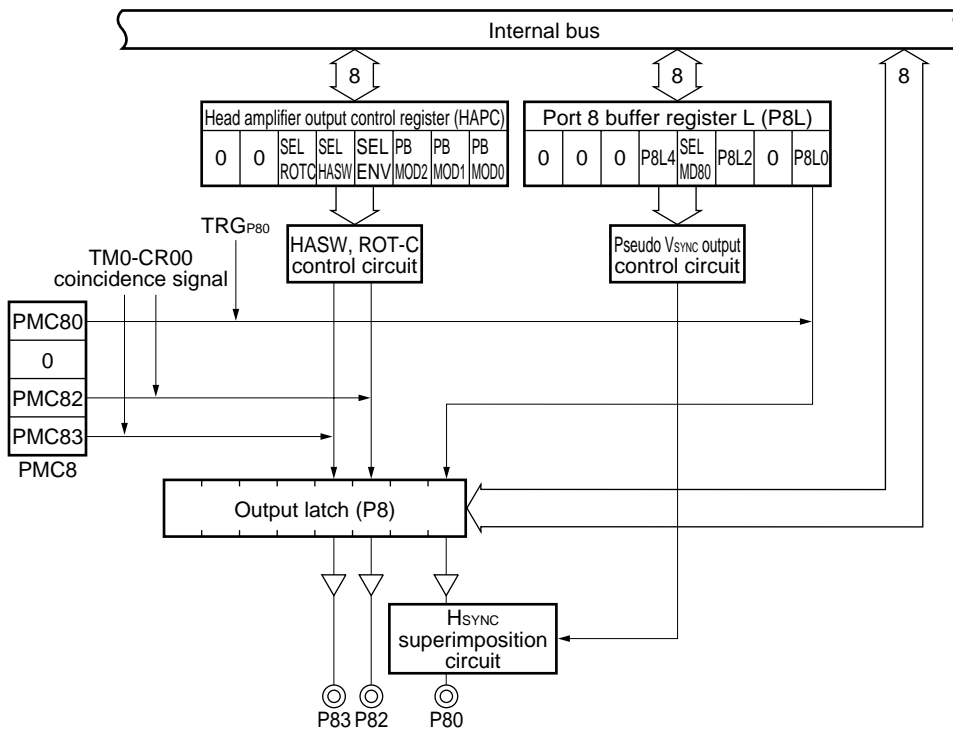 Internal bus
8
8
8
Head amplifier output control register (HAPC)
0 0 SEL ROTC SEL HASW SEL ENV PB MOD2 PB MOD1 PB MOD0
Port 8 buffer register L (P8L)
0 0 0 P8L4 SEL MD80 P8L2 0 P8L0
TRGP80
HASW, ROT-C
control circuit
Pseudo VSYNC output
control circuit
TM0-CR00
coincidence signal
PMC80
0
PMC82
PMC83
PMC8
Output latch (P8)
HSYNC
superimposition
circuit
P83 P82 P80